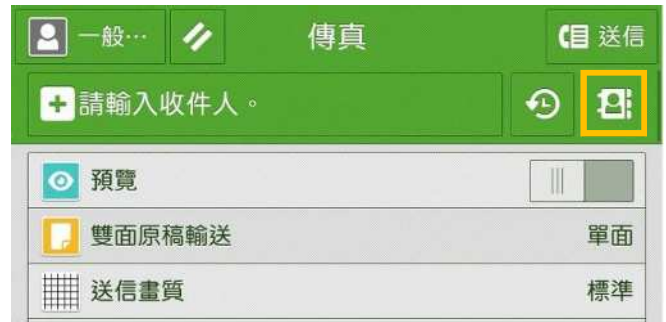 一般… 傳真 送信
請輸入收件人。
預覽
雙面原稿輸送 單面
送信畫質 標準